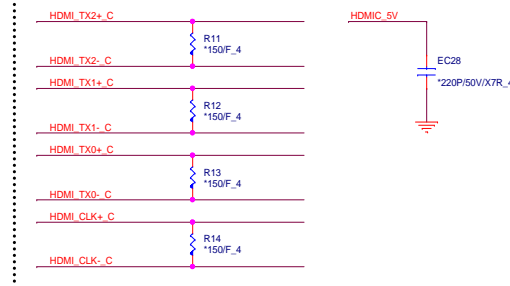 HDMI_TX2+_C
R11
*150/F_4
HDMI_TX2-_C
HDMI_TX1+_C
R12
*150/F_4
HDMI_TX1-_C
HDMI_TX0+_C
R13
*150/F_4
HDMI_TX0-_C
HDMI_CLK+_C
R14
*150/F_4
HDMI_CLK-_C
HDMIC_5V
EC28
*220P/50V/X7R_4